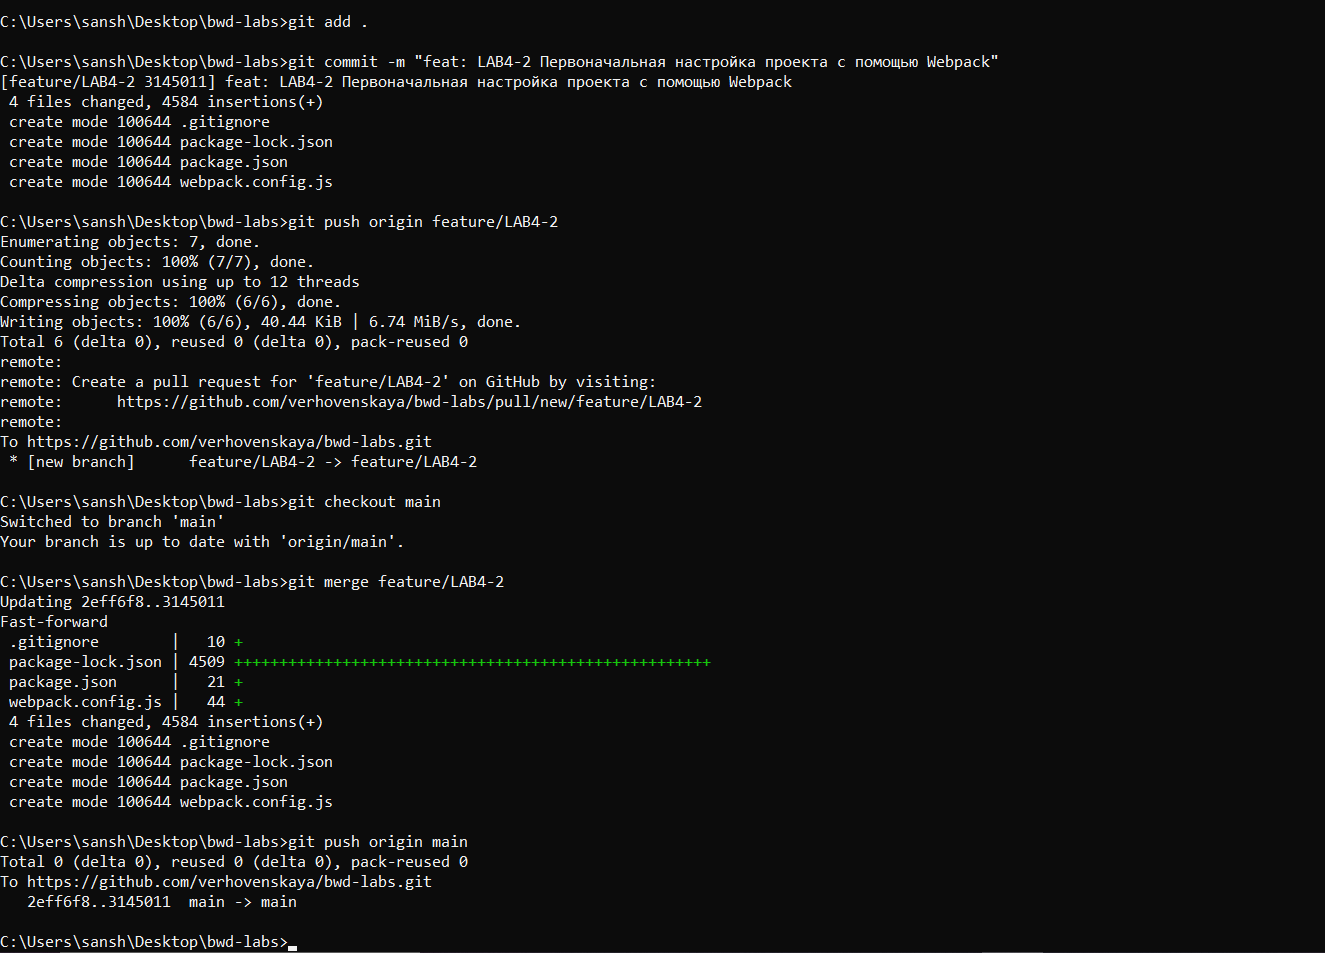 C:\Users\sansh\Desktop\bwd-labs>git add .
C:\Users\sansh\Desktop\bwd-labs>git commit -m "feat: LAB4-2 Первоначальная настройка проекта с помощью Webpack"
[feature/LAB4-2 3145011] feat: LAB4-2 Первоначальная настройка проекта с помощью Webpack
 4 files changed, 4584 insertions(+)
 create mode 100644 .gitignore
 create mode 100644 package-lock.json
 create mode 100644 package.json
 create mode 100644 webpack.config.js
C:\Users\sansh\Desktop\bwd-labs>git push origin feature/LAB4-2
Enumerating objects: 7, done.
Counting objects: 100% (7/7), done.
Delta compression using up to 12 threads
Compressing objects: 100% (6/6), done.
Writing objects: 100% (6/6), 40.44 KiB | 6.74 MiB/s, done.
Total 6 (delta 0), reused 0 (delta 0), pack-reused 0
remote:
remote: Create a pull request for 'feature/LAB4-2' on GitHub by visiting:
remote:      https://github.com/verhovenskaya/bwd-labs/pull/new/feature/LAB4-2
remote:
To https://github.com/verhovenskaya/bwd-labs.git
 * [new branch]      feature/LAB4-2 -> feature/LAB4-2
C:\Users\sansh\Desktop\bwd-labs>git checkout main
Switched to branch 'main'
Your branch is up to date with 'origin/main'.
C:\Users\sansh\Desktop\bwd-labs>git merge feature/LAB4-2
Updating 2eff6f8..3145011
Fast-forward
 .gitignore        |   10 +
 package-lock.json | 4509 +++++++++++++++++++++++++++++++++++++++++++++++++++++
 package.json      |   21 +
 webpack.config.js |   44 +
 4 files changed, 4584 insertions(+)
 create mode 100644 .gitignore
 create mode 100644 package-lock.json
 create mode 100644 package.json
 create mode 100644 webpack.config.js
C:\Users\sansh\Desktop\bwd-labs>git push origin main
Total 0 (delta 0), reused 0 (delta 0), pack-reused 0
To https://github.com/verhovenskaya/bwd-labs.git
   2eff6f8..3145011  main -> main
C:\Users\sansh\Desktop\bwd-labs>